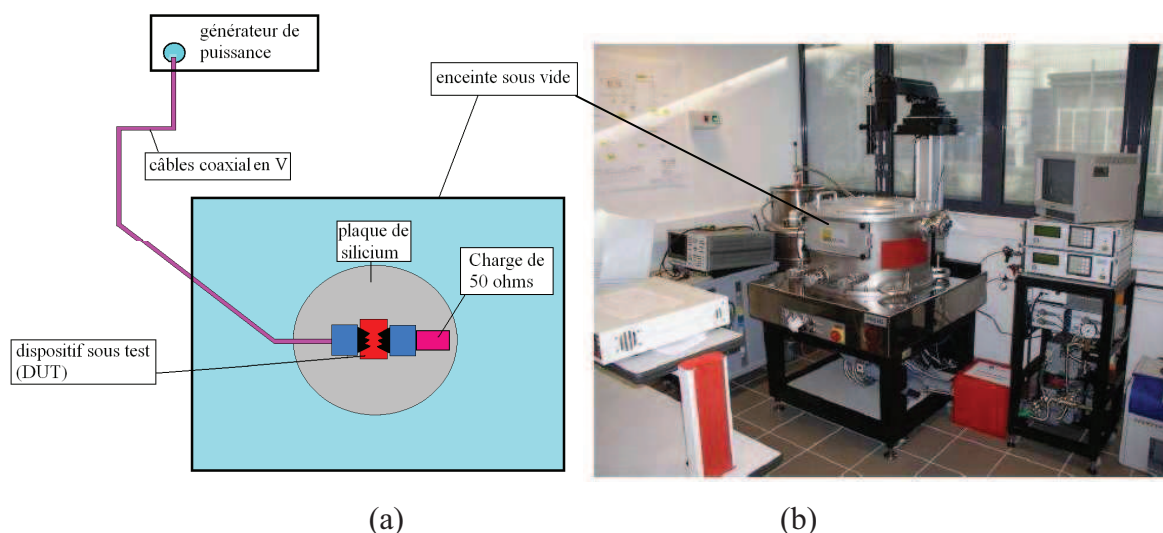 générateur de
puissance
enceinte sous vide
câbles coaxial en V
plaque de
silicium
Charge de
50 ohms
dispositif sous test
(DUT)
(a)
(b)